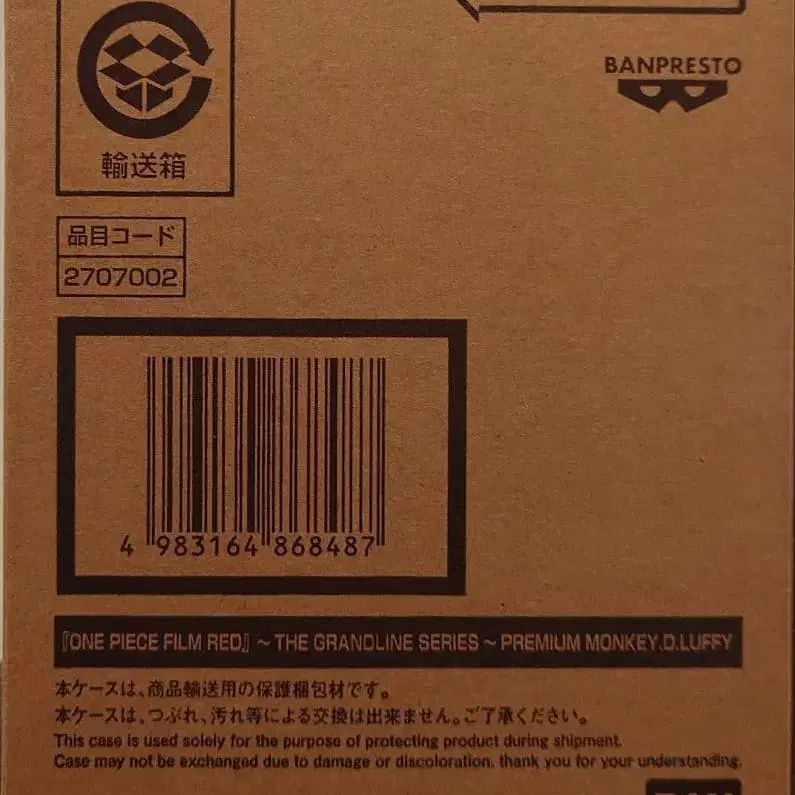 BANPRESTO
輸送箱
品目コード
2707002
4 983164 868487
『ONE PIECE FILM RED』～THE GRANDLINE SERIES～PREMIUM MONKEY.D.LUFFY
本ケースは、商品輸送用の保護梱包材です。
本ケースは、つぶれ、汚れ等による交換は出来ません。ご了承ください。
This case is used solely for the purpose of protecting product during shipment.
Case may not be exchanged due to damage or discoloration. thank you for your understanding.